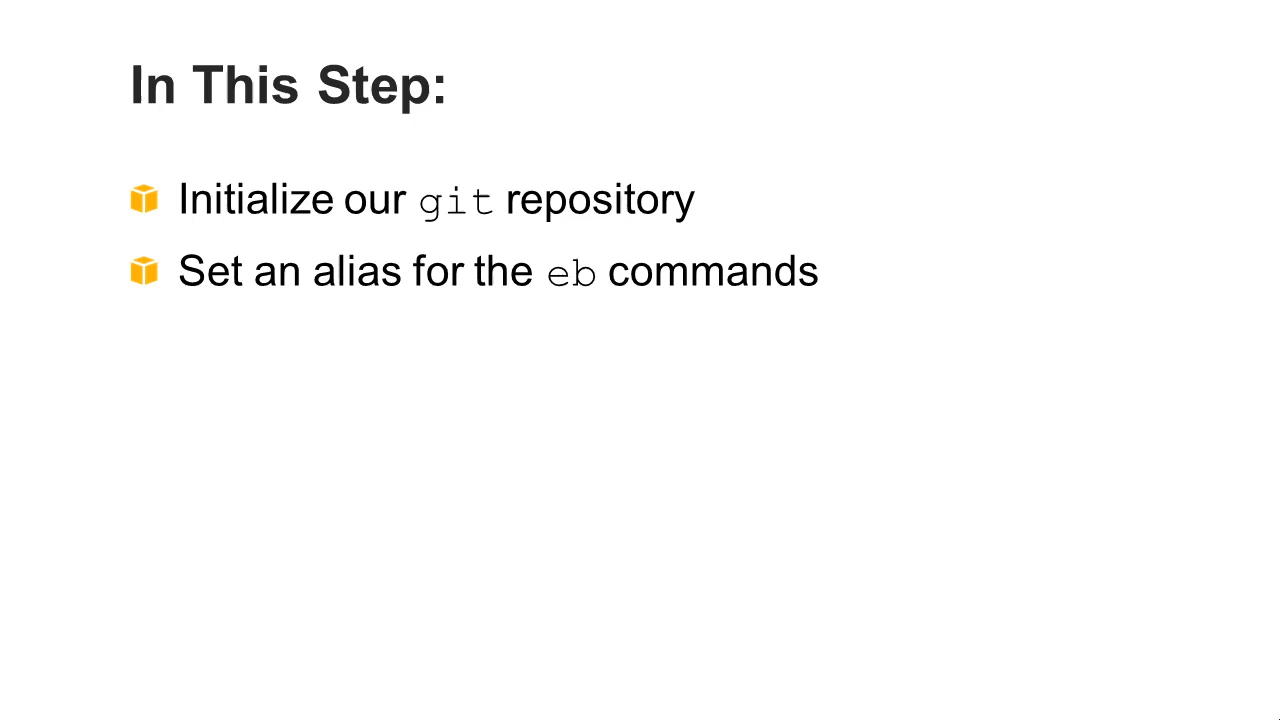 In This Step:
Initialize our git repository
Set an alias for the eb commands